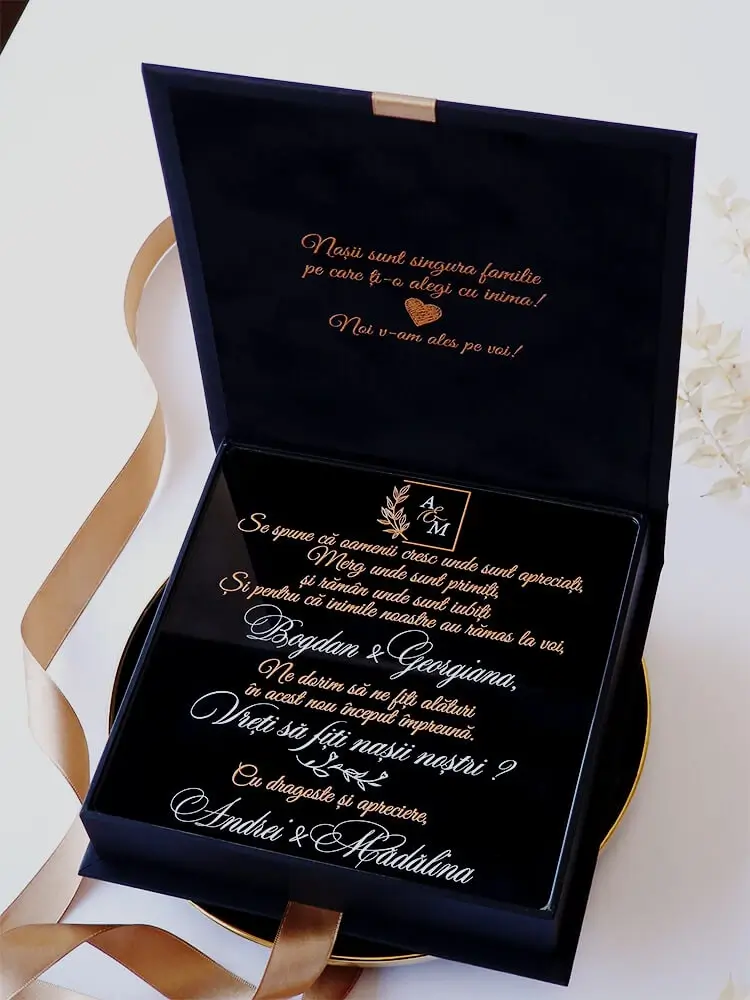 Nașii sunt singura familie
pe care ți-o alegi cu inima!
Noi v-am ales pe voi!
A
&
M
Se spune că oamenii cresc unde sunt apreciați,
Merg unde sunt primiți,
și rămân unde sunt iubiți
Și pentru că inimile noastre au rămas la voi,
Bogdan & Georgiana,
Ne dorim să ne fiți alături
în acest nou început împreună.
Vreți să fiți nașii noștri ?
Cu dragoste și apreciere,
Andrei & Mădălina